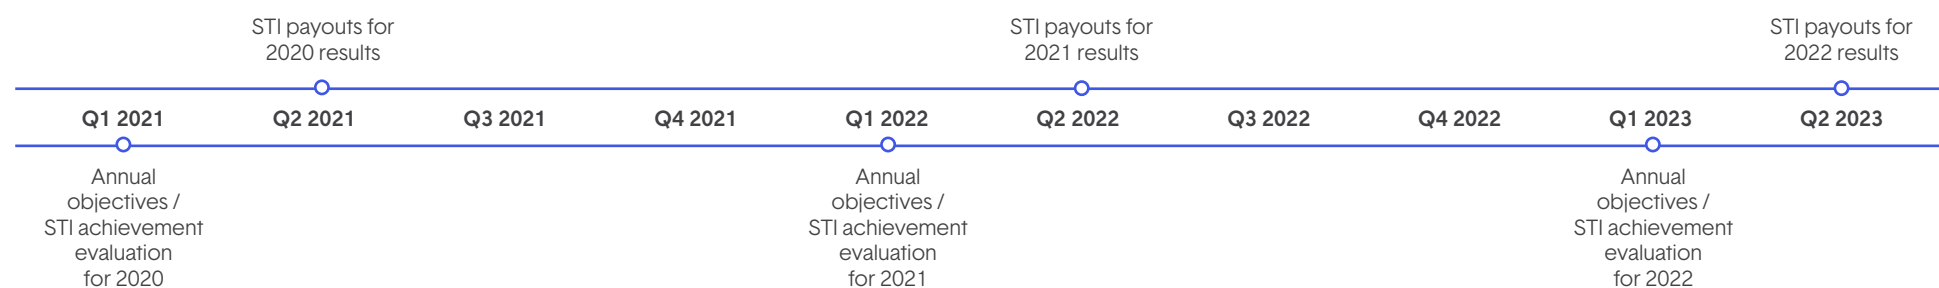 STI payouts for
2020 results
STI payouts for
2021 results
STI payouts for
2022 results
Q1 2021
Q2 2021
Q3 2021
Q4 2021
Q1 2022
Q2 2022
Q3 2022
Q4 2022
Q1 2023
Q2 2023
Annual
objectives /
STI achievement
evaluation
for 2020
Annual
objectives /
STI achievement
evaluation
for 2021
Annual
objectives /
STI achievement
evaluation
for 2022